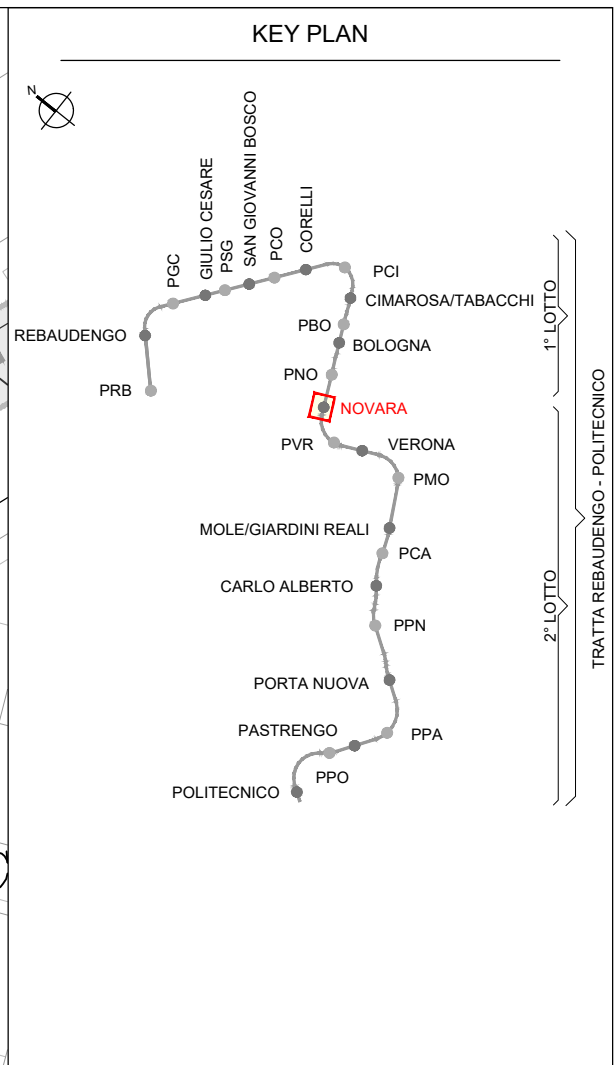 KEY PLAN
N
PGC
GIULIO CESARE
PSG
SAN GIOVANNI BOSCO
PCO
CORELLI
PCI
CIMAROSA/TABACCHI
REBAUDENGO
PBO
BOLOGNA
PNO
PRB
NOVARA
PVR
VERONA
PMO
MOLE/GIARDINI REALI
PCA
CARLO ALBERTO
PPN
PORTA NUOVA
PASTRENGO
PPA
PPO
POLITECNICO
1° LOTTO
2° LOTTO
TRATTA REBAUDENGO - POLITECNICO